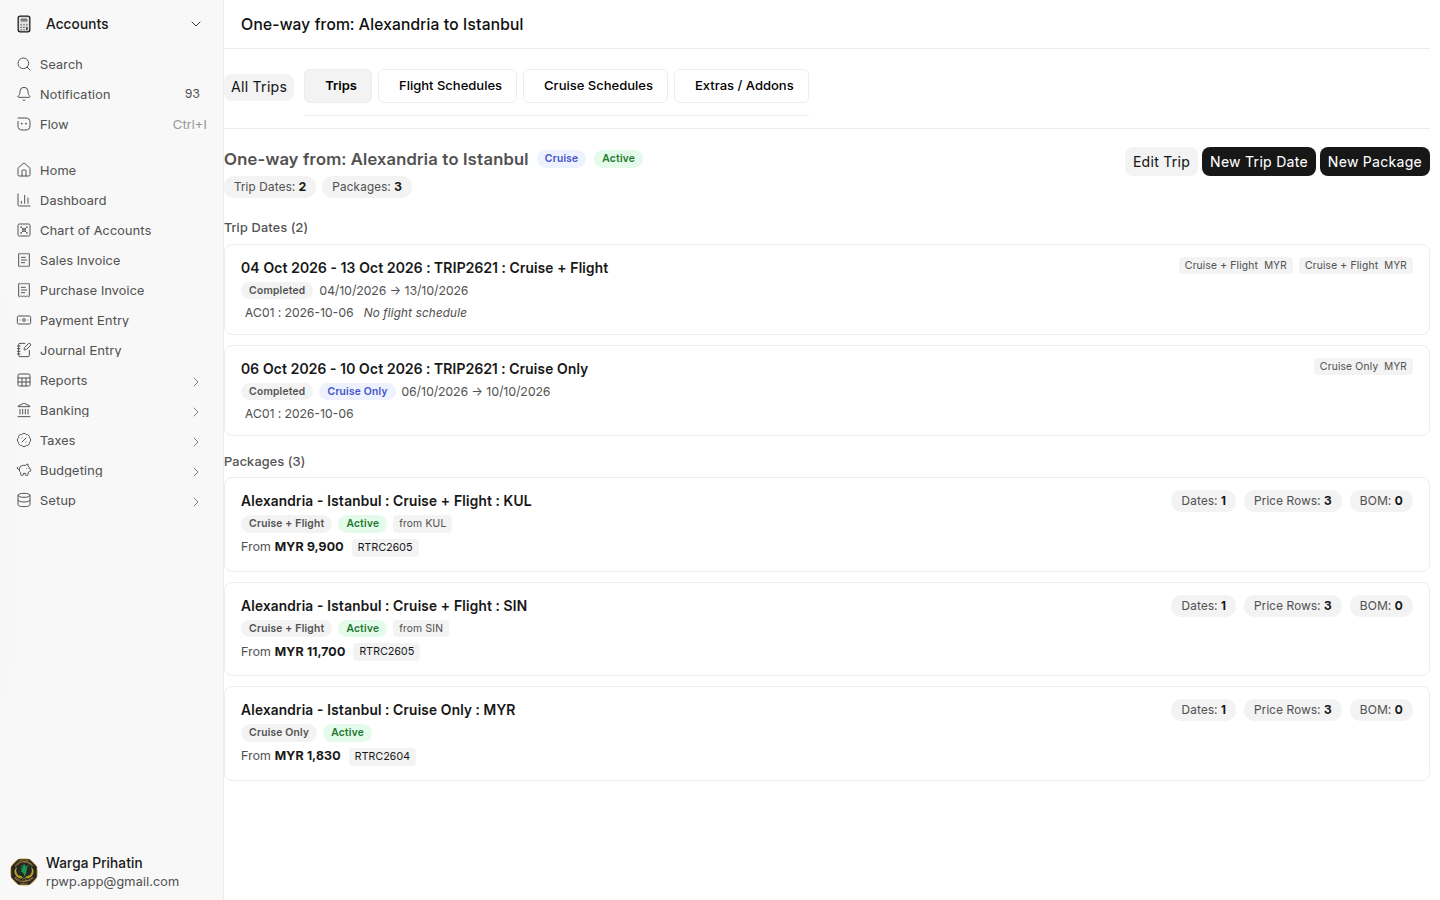 Accounts
One-way from: Alexandria to Istanbul
Search
Notification 93
Flow Ctrl+I
Home
Dashboard
Chart of Accounts
Sales Invoice
Purchase Invoice
Payment Entry
Journal Entry
Reports
Banking
Taxes
Budgeting
Setup
Warga Prihatin
rpwp.app@gmail.com
All Trips Trips Flight Schedules Cruise Schedules Extras / Addons
One-way from: Alexandria to Istanbul Cruise Active
Edit Trip New Trip Date New Package
Trip Dates: 2 Packages: 3
Trip Dates (2)
04 Oct 2026 - 13 Oct 2026 : TRIP2621 : Cruise + Flight
Cruise + Flight MYR Cruise + Flight MYR
Completed 04/10/2026 → 13/10/2026
AC01 : 2026-10-06 No flight schedule
06 Oct 2026 - 10 Oct 2026 : TRIP2621 : Cruise Only
Cruise Only MYR
Completed Cruise Only 06/10/2026 → 10/10/2026
AC01 : 2026-10-06
Packages (3)
Alexandria - Istanbul : Cruise + Flight : KUL
Dates: 1 Price Rows: 3 BOM: 0
Cruise + Flight Active from KUL
From MYR 9,900 RTRC2605
Alexandria - Istanbul : Cruise + Flight : SIN
Dates: 1 Price Rows: 3 BOM: 0
Cruise + Flight Active from SIN
From MYR 11,700 RTRC2605
Alexandria - Istanbul : Cruise Only : MYR
Dates: 1 Price Rows: 3 BOM: 0
Cruise Only Active
From MYR 1,830 RTRC2604